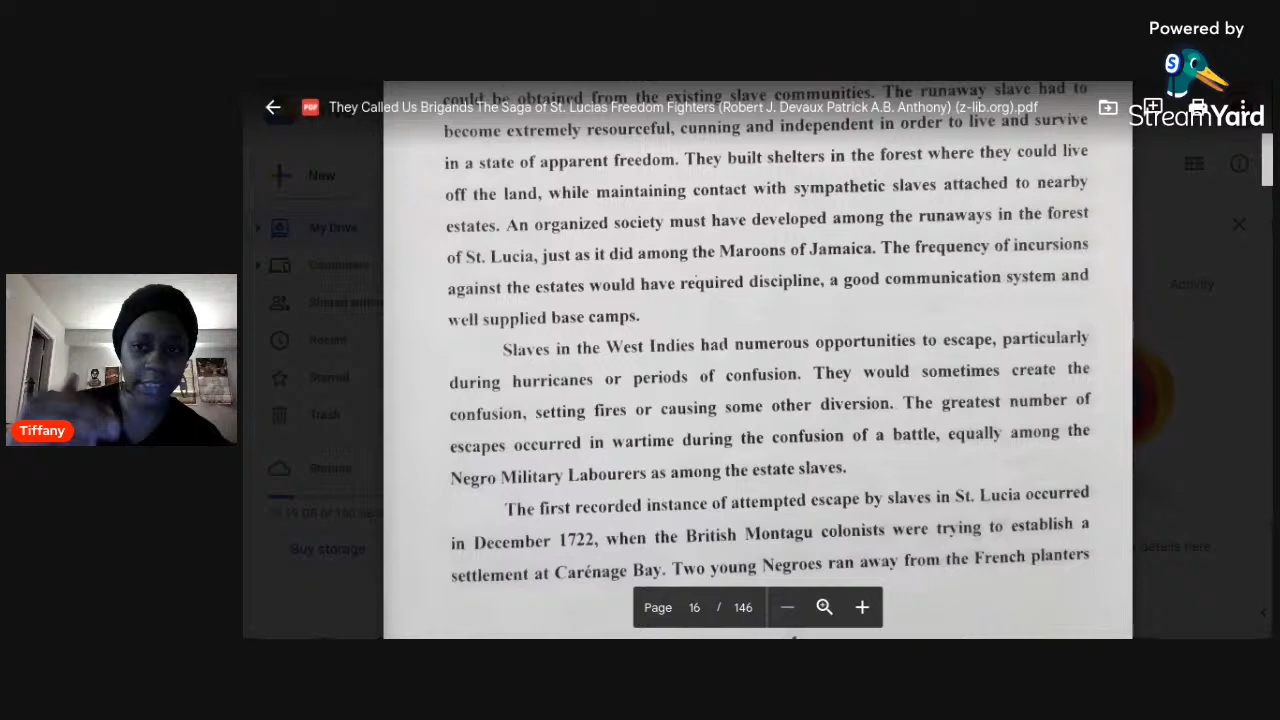 Powered by
StreamYard
They Called Us Brigands The Saga of St. Lucias Freedom Fighters (Robert J. Devaux Patrick A.B. Anthony) (z-lib.org).pdf
could be obtained from the existing slave communities. The runaway slave had to
become extremely resourceful, cunning and independent in order to live and survive
in a state of apparent freedom. They built shelters in the forest where they could live
off the land, while maintaining contact with sympathetic slaves attached to nearby
estates. An organized society must have developed among the runaways in the forest
of St. Lucia, just as it did among the Maroons of Jamaica. The frequency of incursions
against the estates would have required discipline, a good communication system and
well supplied base camps.
Slaves in the West Indies had numerous opportunities to escape, particularly
during hurricanes or periods of confusion. They would sometimes create the
confusion, setting fires or causing some other diversion. The greatest number of
escapes occurred in wartime during the confusion of a battle, equally among the
Negro Military Labourers as among the estate slaves.
The first recorded instance of attempted escape by slaves in St. Lucia occurred
in December 1722, when the British Montagu colonists were trying to establish a
settlement at Carénage Bay. Two young Negroes ran away from the French planters
Page 16 / 146
New
My Drive
Computers
Recent
Starred
Trash
Storage
Buy storage
Activity
Tiffany